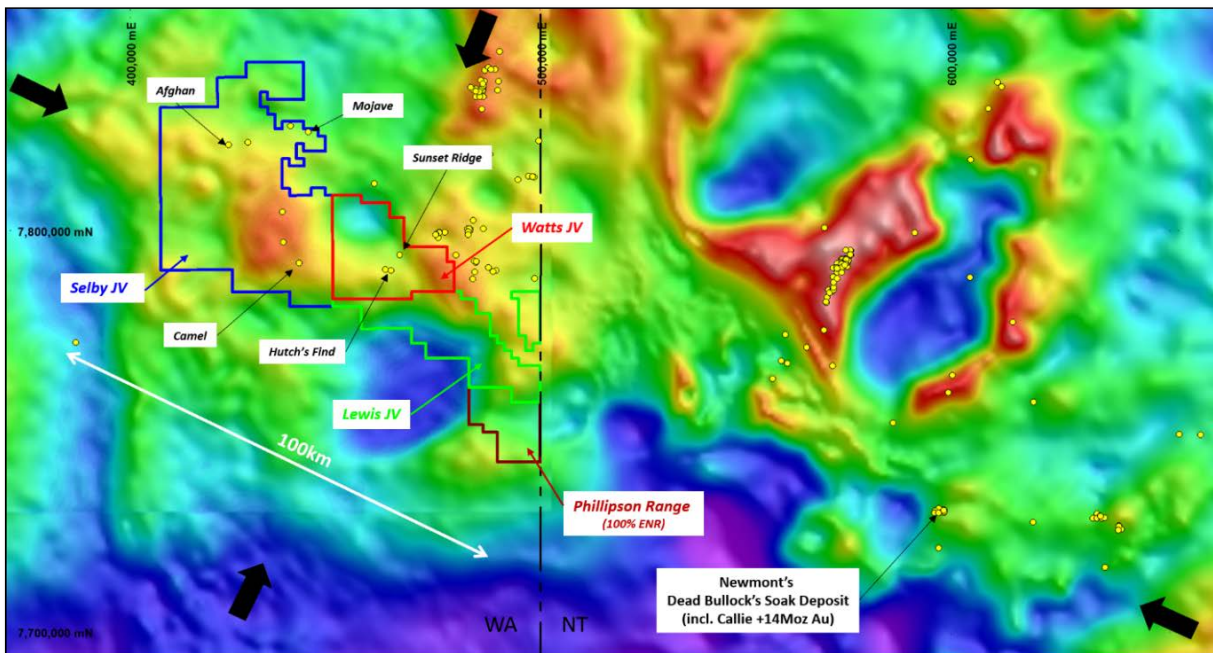 400,000 mE
500,000 mE
600,000 mE
Afghan
Mojave
Sunset Ridge
7,800,000 mN
Watts JV
Selby JV
Camel
Hutch's Find
Lewis JV
100km
Phillipson Range
(100% ENR)
Newmont's
Dead Bullock's Soak Deposit
(incl. Callie +14Moz Au)
7,700,000 mN
WA
NT